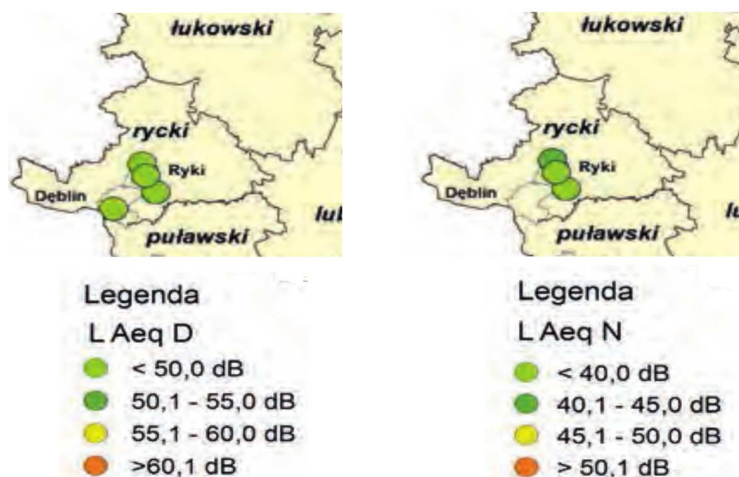 łukowski
rycki
Ryki
Dęblin
puławski
Legenda
L Aeq D
< 50,0 dB
50,1 - 55,0 dB
55,1 - 60,0 dB
>60,1 dB
łukowski
rycki
Ryki
Dęblin
puławski
Legenda
L Aeq N
< 40,0 dB
40,1 - 45,0 dB
45,1 - 50,0 dB
> 50,1 dB